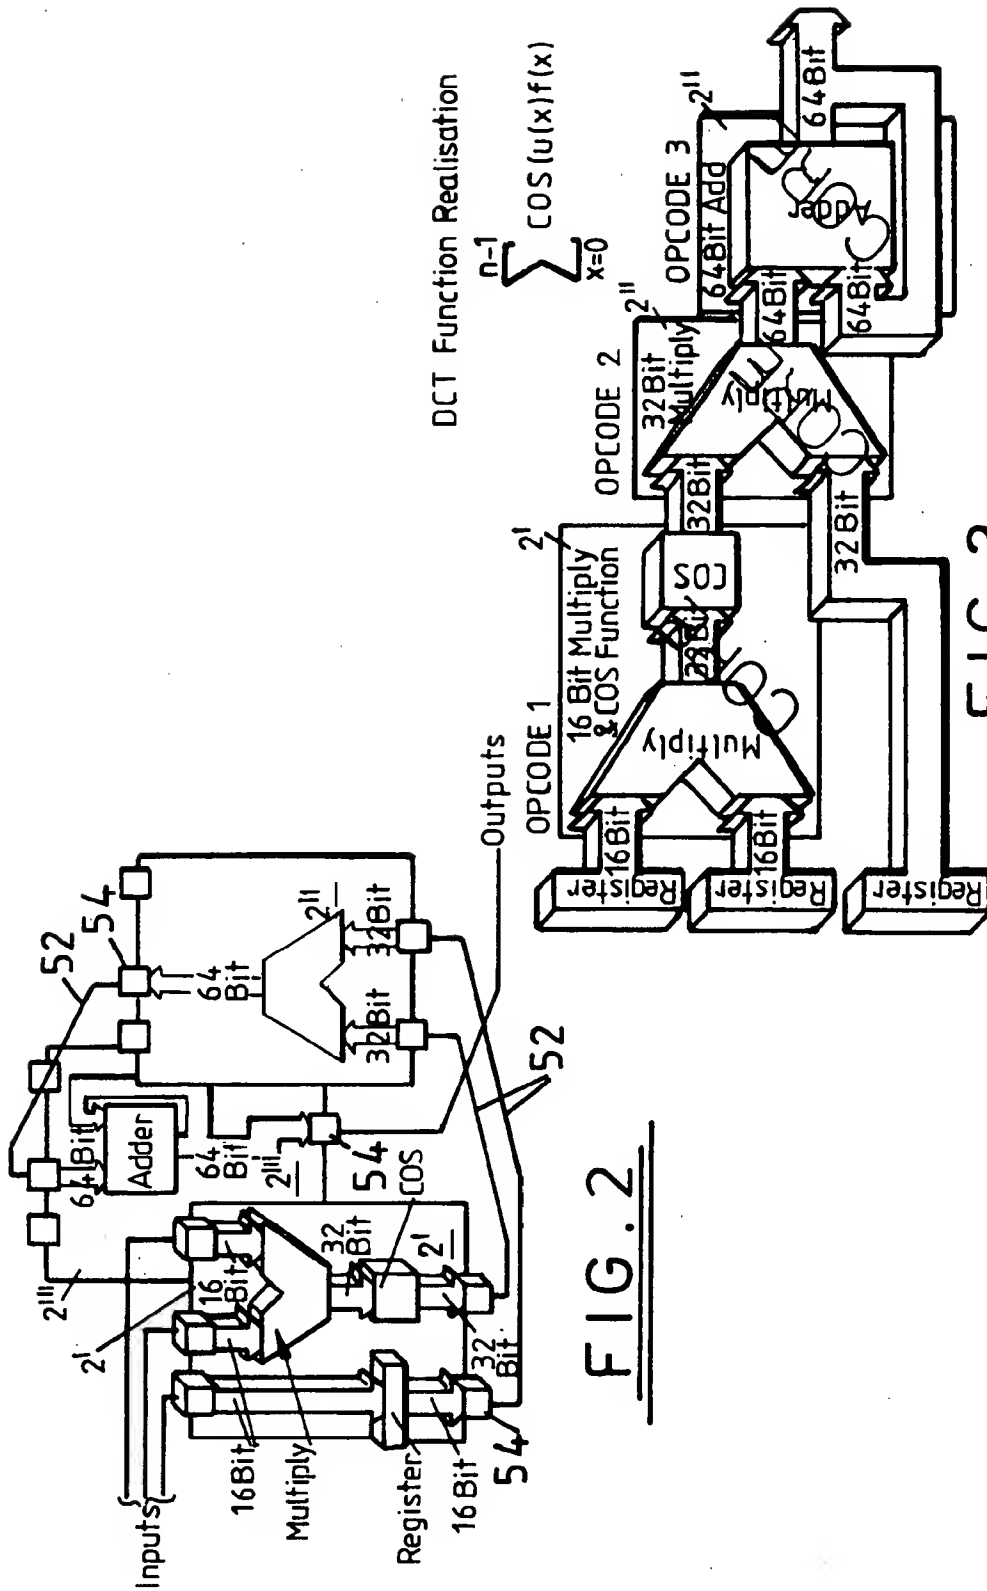 DCT Function Realisation
n-1
x=0
COS(u(x)f(x)
OPCODE 1
16 Bit Multiply
& COS Function
2'
OPCODE 2
32 Bit
Multiply
2"
OPCODE 3
64 Bit Add
2"
Register
Register
Register
16 Bit
16 Bit
Multiply
32 Bit
COS
32 Bit
32 Bit
Multiply
64 Bit
64 Bit
Adder
64 Bit
Inputs
16 Bit
Multiply
Register
16 Bit
54
2'
2'''
16 Bit
32
Bit
2'
COS
32
Bit
64 Bit
Adder
64
Bit
2'''
54
52
54
64
Bit
2"
32 Bit
32 Bit
52
Outputs
FIG. 2